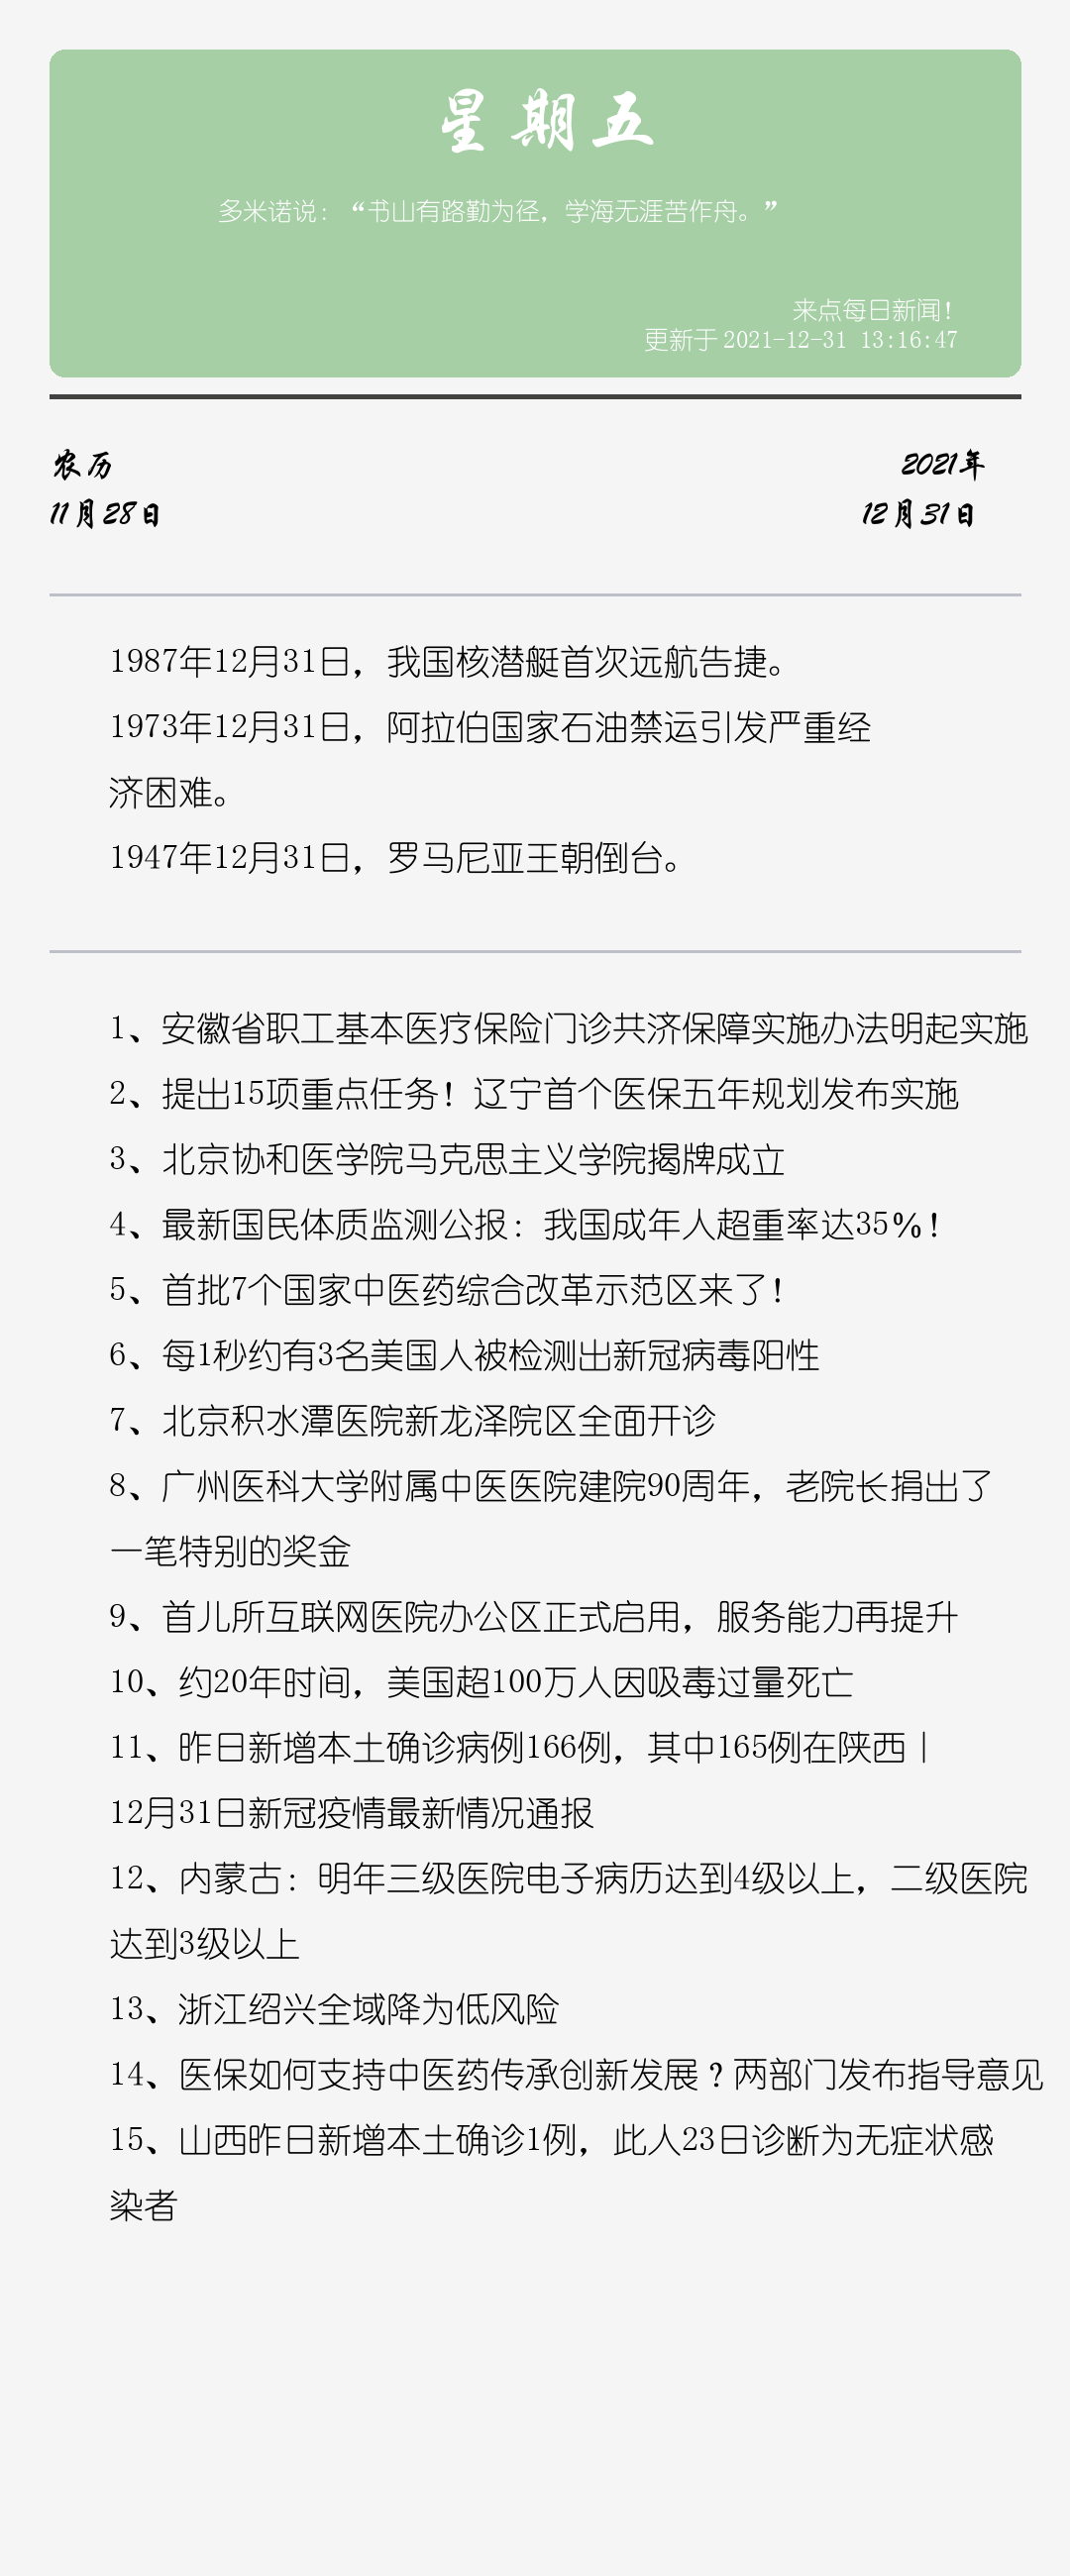 星期五
多米诺说：“书山有路勤为径，学海无涯苦作舟。”
来点每日新闻！
更新于 2021-12-31 13:16:47
农历
2021年
11月28日
12月31日
1987年12月31日，我国核潜艇首次远航告捷。
1973年12月31日，阿拉伯国家石油禁运引发严重经
济困难。
1947年12月31日，罗马尼亚王朝倒台。
1、安徽省职工基本医疗保险门诊共济保障实施办法明起实施
2、提出15项重点任务！辽宁首个医保五年规划发布实施
3、北京协和医学院马克思主义学院揭牌成立
4、最新国民体质监测公报：我国成年人超重率达35%！
5、首批7个国家中医药综合改革示范区来了！
6、每1秒约有3名美国人被检测出新冠病毒阳性
7、北京积水潭医院新龙泽院区全面开诊
8、广州医科大学附属中医医院建院90周年，老院长捐出了
一笔特别的奖金
9、首儿所互联网医院办公区正式启用，服务能力再提升
10、约20年时间，美国超100万人因吸毒过量死亡
11、昨日新增本土确诊病例166例，其中165例在陕西丨
12月31日新冠疫情最新情况通报
12、内蒙古：明年三级医院电子病历达到4级以上，二级医院
达到3级以上
13、浙江绍兴全域降为低风险
14、医保如何支持中医药传承创新发展？两部门发布指导意见
15、山西昨日新增本土确诊1例，此人23日诊断为无症状感
染者